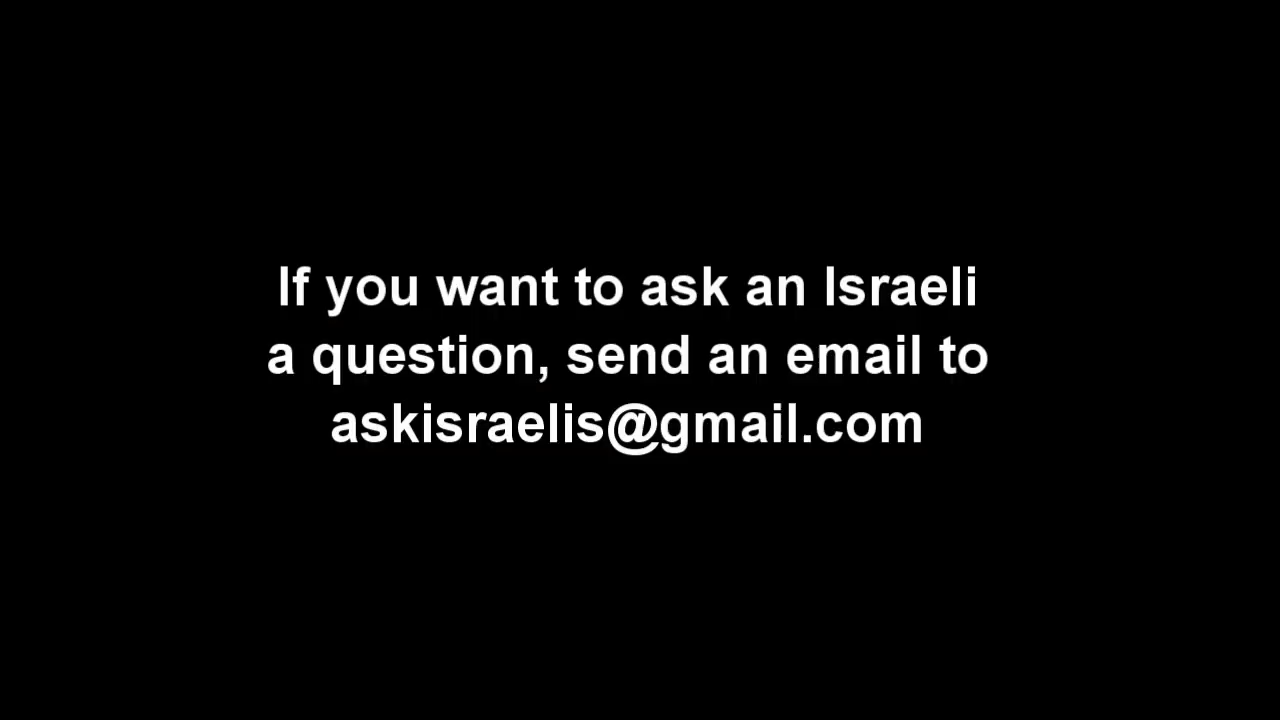 If you want to ask an Israeli
a question, send an email to
askisraelis@gmail.com